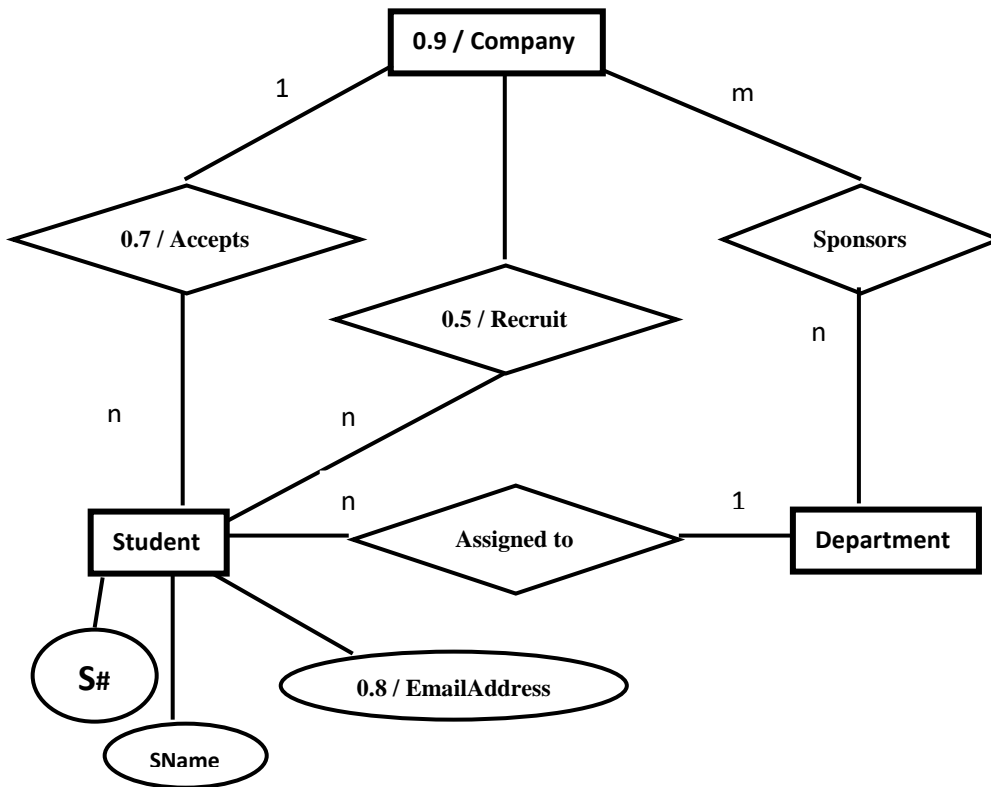 0.9 / Company
1
m
0.7 / Accepts
Sponsors
0.5 / Recruit
n
n
n
n
1
Student
Assigned to
Department
S#
0.8 / EmailAddress
SName